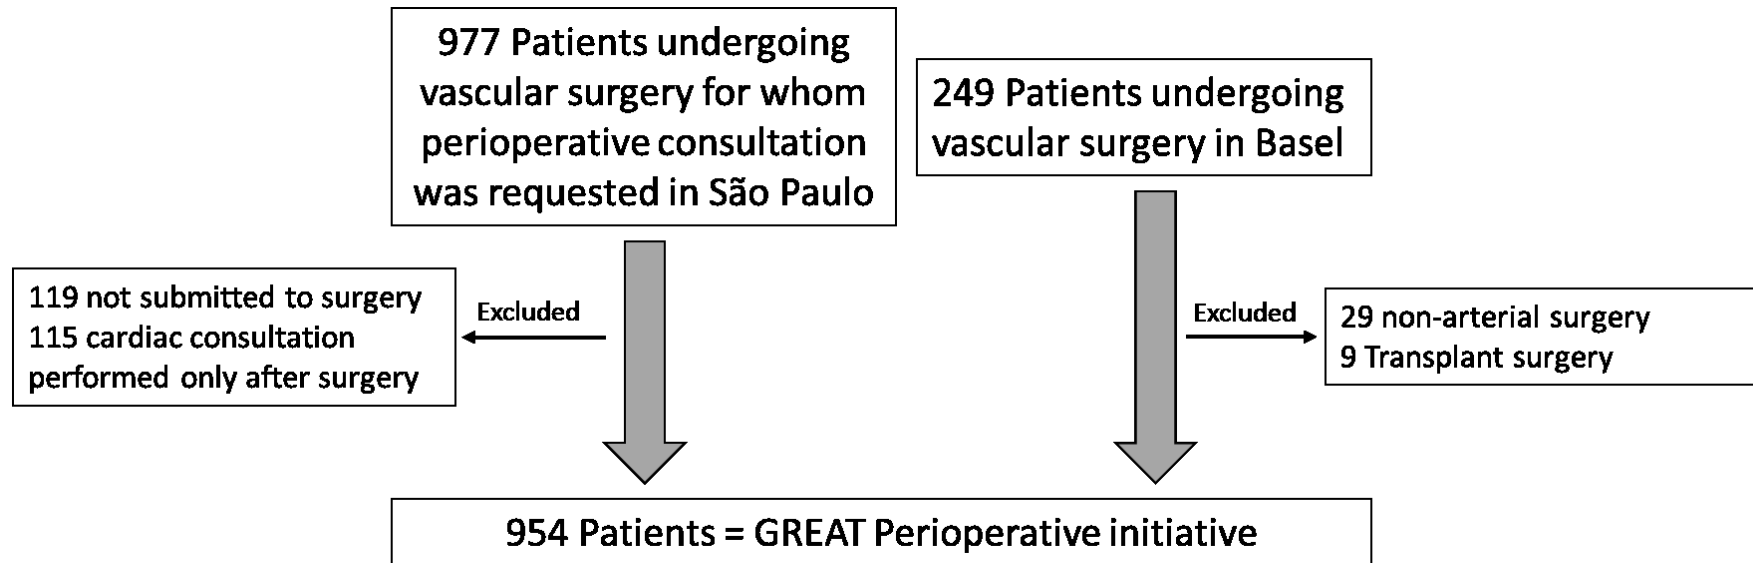 977 Patients undergoing
vascular surgery for whom
perioperative consultation
was requested in São Paulo
249 Patients undergoing
vascular surgery in Basel
119 not submitted to surgery
115 cardiac consultation
performed only after surgery
Excluded
Excluded
29 non-arterial surgery
9 Transplant surgery
954 Patients = GREAT Perioperative initiative